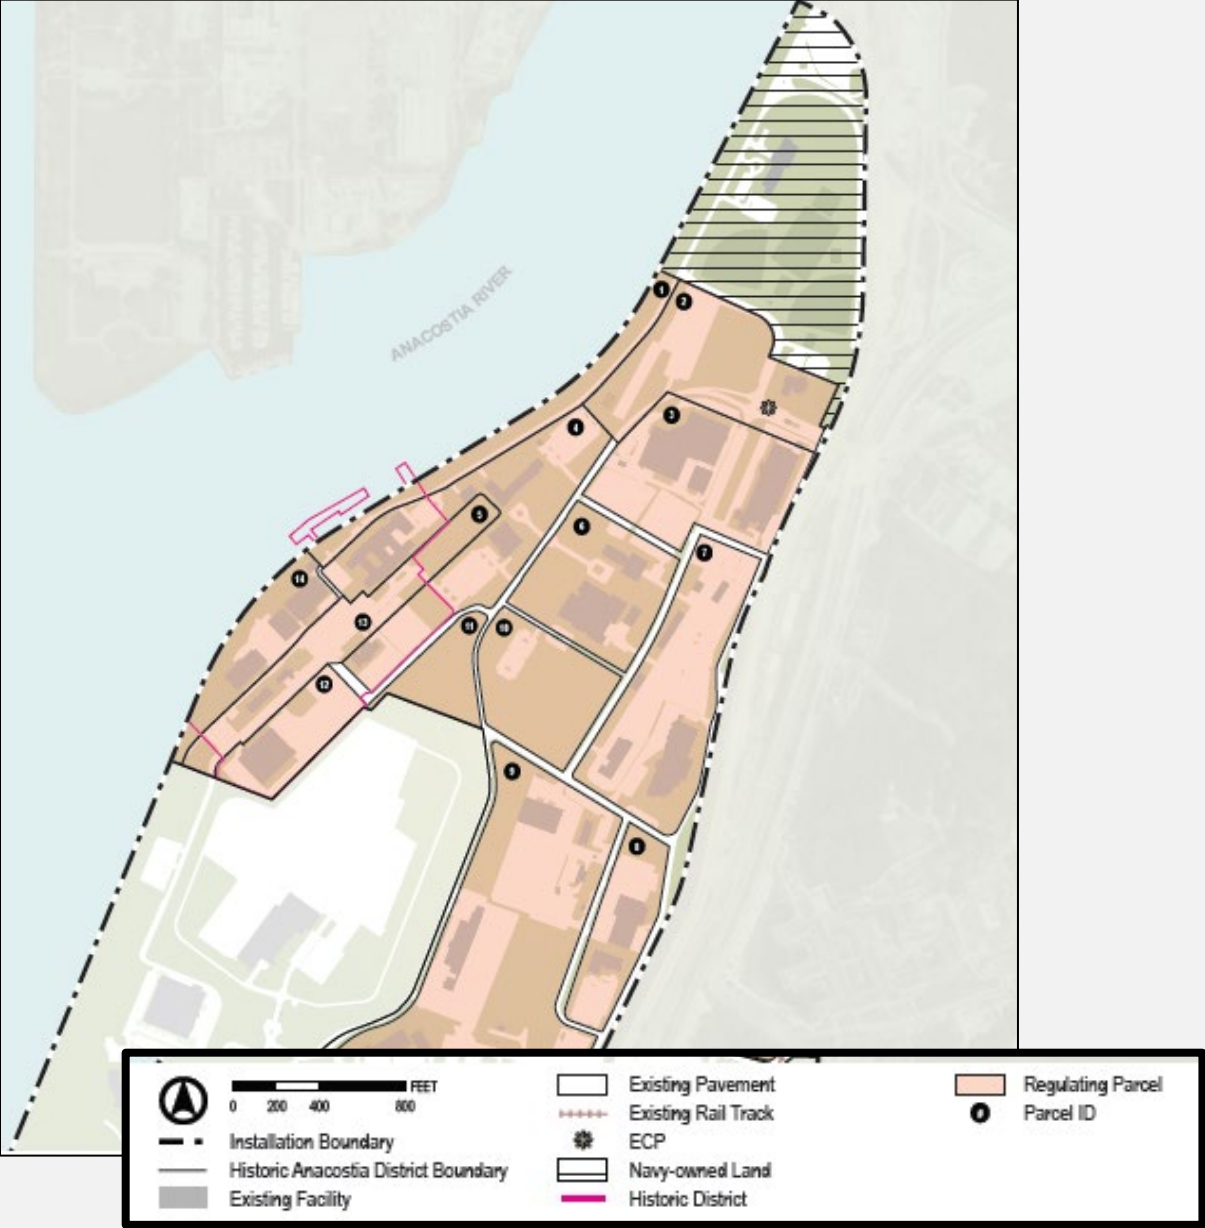 1
2
3
ANACOSTIA RIVER
4
5
6
7
14
13
11
10
12
9
8
FEET
0 200 400 800
Installation Boundary
Historic Anacostia District Boundary
Existing Facility
Existing Pavement
Existing Rail Track
ECP
Navy-owned Land
Historic District
Regulating Parcel
0 Parcel ID